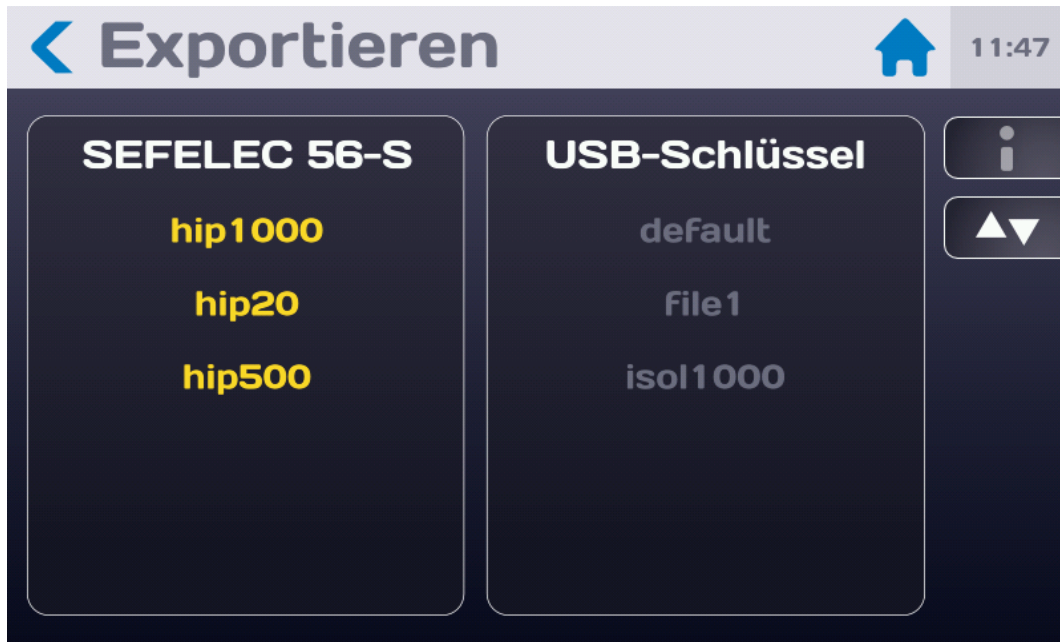 Exportieren
11:47
SEFELEC 56-S
hip1000
hip20
hip500
USB-Schlüssel
default
file1
isol1000